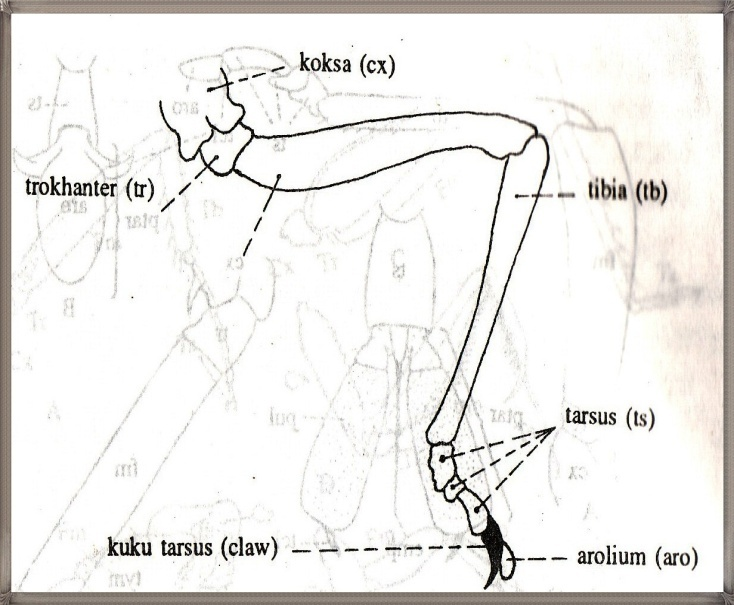 koksa (cx)
trokhanter (tr)
tibia (tb)
tarsus (ts)
kuku tarsus (claw)
arolium (aro)